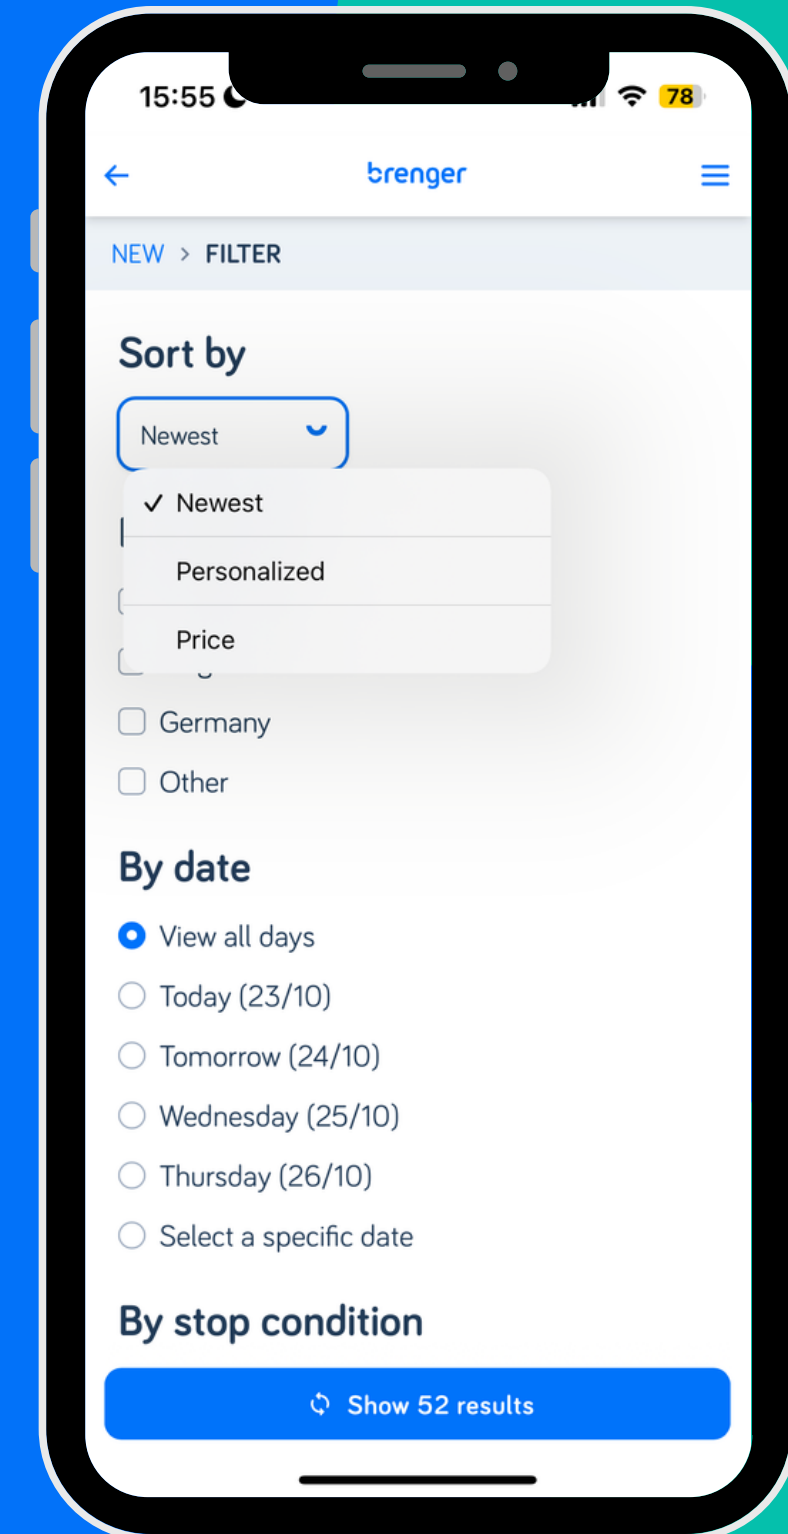 15:55
78
brenger
NEW > FILTER
Sort by
Newest
✓ Newest
Personalized
Price
Germany
Other
By date
View all days
Today (23/10)
Tomorrow (24/10)
Wednesday (25/10)
Thursday (26/10)
Select a specific date
By stop condition
Show 52 results